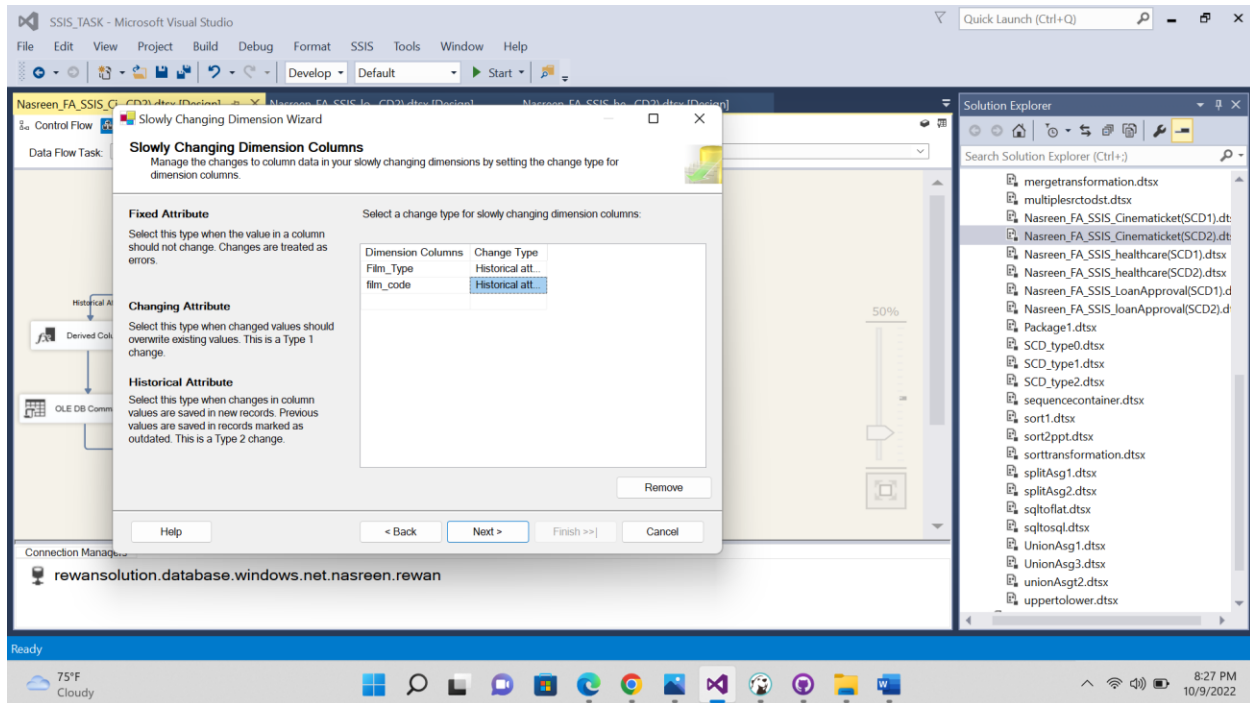 SSIS_TASK - Microsoft Visual Studio
Quick Launch (Ctrl+Q)
File Edit View Project Build Debug Format SSIS Tools Window Help
Develop Default Start
Nasreen_FA_SSIS_Ci
Solution Explorer
Control Flow
Data Flow Task:
Search Solution Explorer (Ctrl+;)
Slowly Changing Dimension Wizard
Slowly Changing Dimension Columns
Manage the changes to column data in your slowly changing dimensions by setting the change type for
dimension columns.
Fixed Attribute
Select this type when the value in a column
should not change. Changes are treated as
errors.
Changing Attribute
Select this type when changed values should
overwrite existing values. This is a Type 1
change.
Historical Attribute
Select this type when changes in column
values are saved in new records. Previous
values are saved in records marked as
outdated. This is a Type 2 change.
Select a change type for slowly changing dimension columns:
Dimension Columns Change Type
Film_Type Historical att...
film_code Historical att...
Remove
Help < Back Next > Finish >>| Cancel
Historical A
Derived Col
OLE DB Comm
50%
mergetransformation.dtsx
multiplesrctodst.dtsx
Nasreen_FA_SSIS_Cinematicket(SCD1).dt
Nasreen_FA_SSIS_Cinematicket(SCD2).dt
Nasreen_FA_SSIS_healthcare(SCD1).dtsx
Nasreen_FA_SSIS_healthcare(SCD2).dtsx
Nasreen_FA_SSIS_LoanApproval(SCD1).d
Nasreen_FA_SSIS_loanApproval(SCD2).d
Package1.dtsx
SCD_type0.dtsx
SCD_type1.dtsx
SCD_type2.dtsx
sequencecontainer.dtsx
sort1.dtsx
sort2ppt.dtsx
sorttransformation.dtsx
splitAsg1.dtsx
splitAsg2.dtsx
sqltoflat.dtsx
sqltosql.dtsx
UnionAsg1.dtsx
UnionAsg3.dtsx
unionAsgt2.dtsx
uppertolower.dtsx
Connection Manage
rewansolution.database.windows.net.nasreen.rewan
Ready
75°F
Cloudy
8:27 PM
10/9/2022